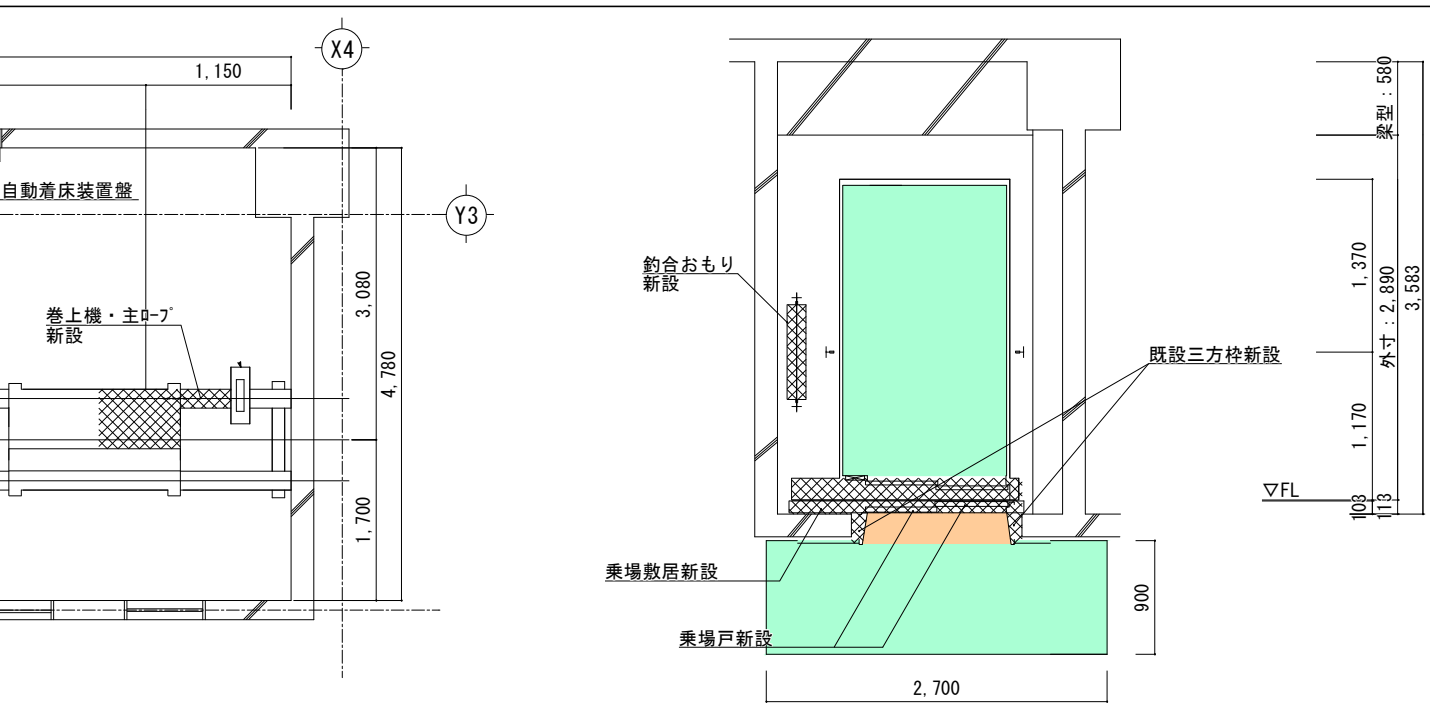 X4
1,150
自動着床装置盤
Y3
3,080
巻上機・主ﾛｰﾌﾟ
新設
4,780
1,700
釣合おもり
新設
既設三方枠新設
乗場敷居新設
乗場戸新設
900
2,700
梁型：580
1,370
外寸：2,890
3,583
1,170
▽FL
103
113